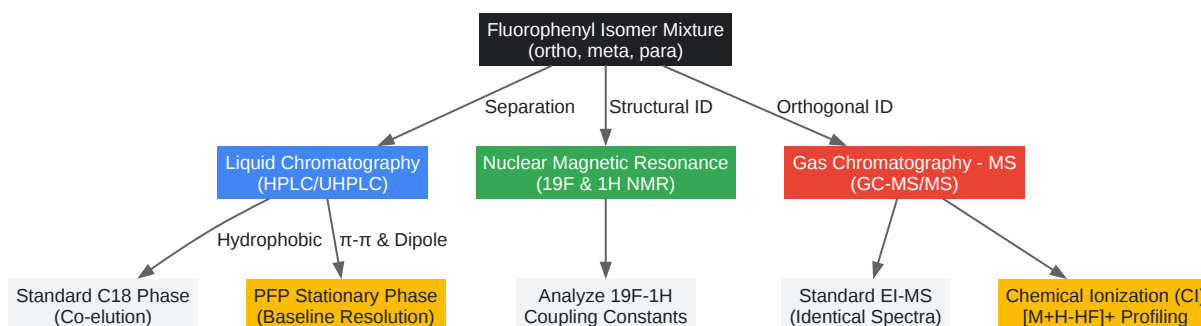 Fluorophenyl Isomer Mixture
(ortho, meta, para)
Separation
Structural ID
Orthogonal ID
Liquid Chromatography
(HPLC/UHPLC)
Nuclear Magnetic Resonance
(19F & 1H NMR)
Gas Chromatography - MS
(GC-MS/MS)
Hydrophobic
π-π & Dipole
Standard C18 Phase
(Co-elution)
PFP Stationary Phase
(Baseline Resolution)
Analyze 19F-1H
Coupling Constants
Standard EI-MS
(Identical Spectra)
Chemical Ionization (CI)
[M+H-HF]+ Profiling